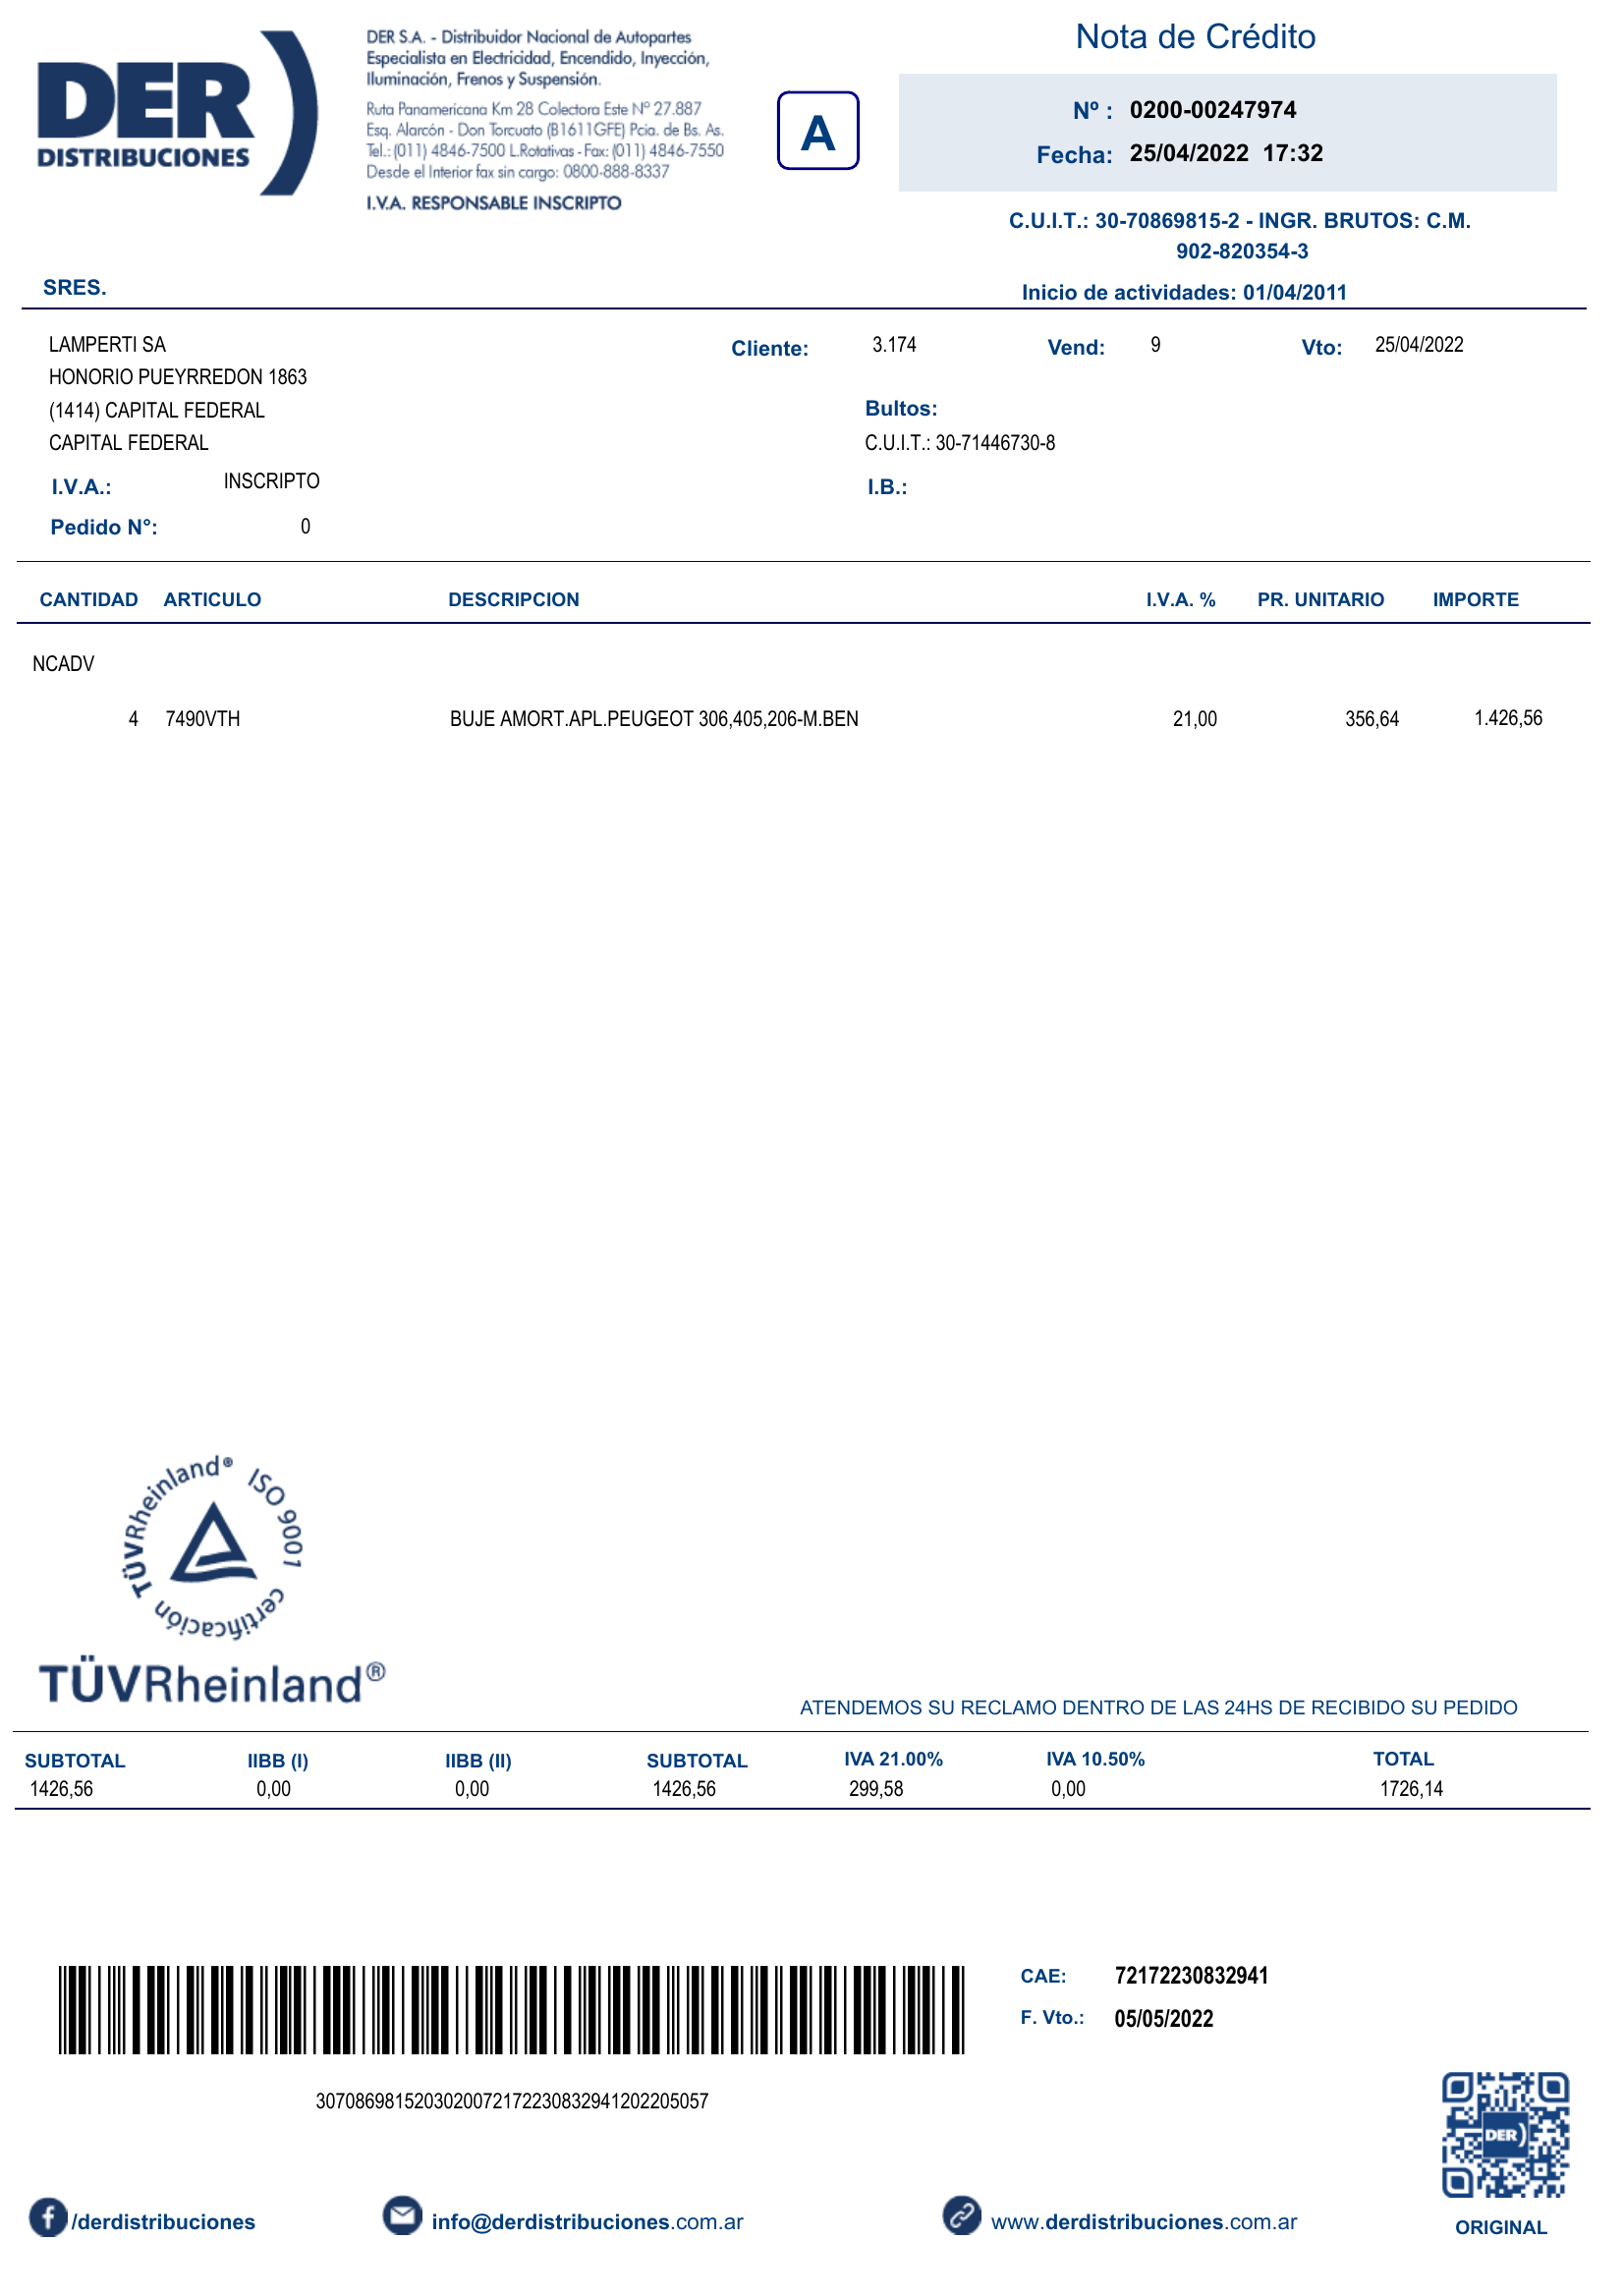 DER
DISTRIBUCIONES
DER S.A. - Distribuidor Nacional de Autopartes
Especialista en Electricidad, Encendido, Inyección,
Iluminación, Frenos y Suspensión.
Ruta Panamericana Km 28 Colectora Este Nº 27.887
Esq. Alarcón - Don Torcuato (B1611GFE) Pcia. de Bs. As.
Tel.: (011) 4846-7500 L.Rotativas - Fax: (011) 4846-7550
Desde el Interior fax sin cargo: 0800-888-8337
I.V.A. RESPONSABLE INSCRIPTO
A
Nota de Crédito
Nº : 0200-00247974
Fecha: 25/04/2022 17:32
C.U.I.T.: 30-70869815-2 - INGR. BRUTOS: C.M.
902-820354-3
Inicio de actividades: 01/04/2011
SRES.
LAMPERTI SA
HONORIO PUEYRREDON 1863
(1414) CAPITAL FEDERAL
CAPITAL FEDERAL
I.V.A.: INSCRIPTO
Pedido N°: 0
Cliente: 3.174 Vend: 9 Vto: 25/04/2022
Bultos:
C.U.I.T.: 30-71446730-8
I.B.:
CANTIDAD ARTICULO DESCRIPCION I.V.A. % PR. UNITARIO IMPORTE
NCADV
4 7490VTH BUJE AMORT.APL.PEUGEOT 306,405,206-M.BEN 21,00 356,64 1.426,56
TÜVRheinland® ISO 9001 certificación
TÜVRheinland®
ATENDEMOS SU RECLAMO DENTRO DE LAS 24HS DE RECIBIDO SU PEDIDO
SUBTOTAL IIBB (I) IIBB (II) SUBTOTAL IVA 21.00% IVA 10.50% TOTAL
1426,56 0,00 0,00 1426,56 299,58 0,00 1726,14
CAE: 72172230832941
F. Vto.: 05/05/2022
3070869815203020072172230832941202205057
DER
/derdistribuciones
info@derdistribuciones.com.ar
www.derdistribuciones.com.ar
ORIGINAL